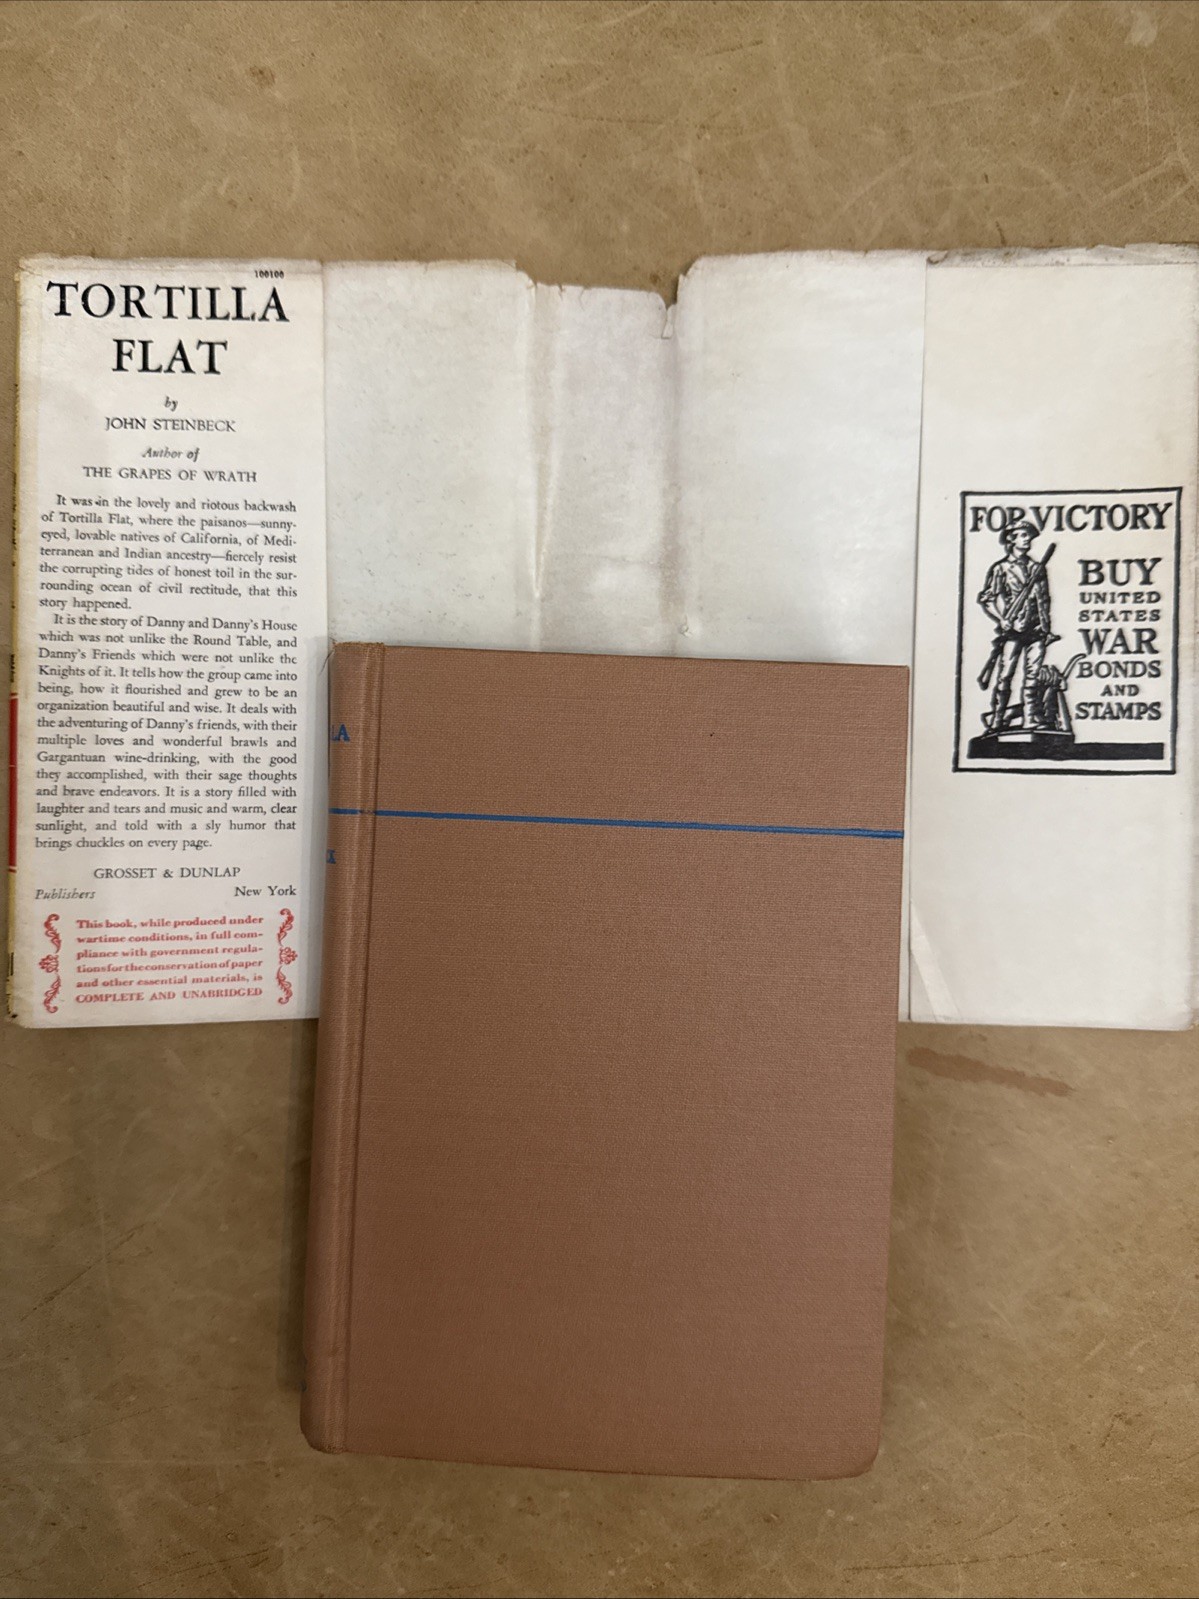 100100
TORTILLA
FLAT
by
JOHN STEINBECK
Author of
THE GRAPES OF WRATH
It was in the lovely and riotous backwash
of Tortilla Flat, where the paisanos—sunny-
eyed, lovable natives of California, of Medi-
terranean and Indian ancestry—fiercely resist
the corrupting tides of honest toil in the sur-
rounding ocean of civil rectitude, that this
story happened.
It is the story of Danny and Danny's House
which was not unlike the Round Table, and
Danny's Friends which were not unlike the
Knights of it. It tells how the group came into
being, how it flourished and grew to be an
organization beautiful and wise. It deals with
the adventuring of Danny's friends, with their
multiple loves and wonderful brawls and
Gargantuan wine-drinking, with the good
they accomplished, with their sage thoughts
and brave endeavors. It is a story filled with
laughter and tears and music and warm, clear
sunlight, and told with a sly humor that
brings chuckles on every page.
GROSSET & DUNLAP
Publishers New York
This book, while produced under
wartime conditions, in full com-
pliance with government regula-
tions for the conservation of paper
and other essential materials, is
COMPLETE AND UNABRIDGED
LA
K
FOR VICTORY
BUY
UNITED
STATES
WAR
BONDS
AND
STAMPS